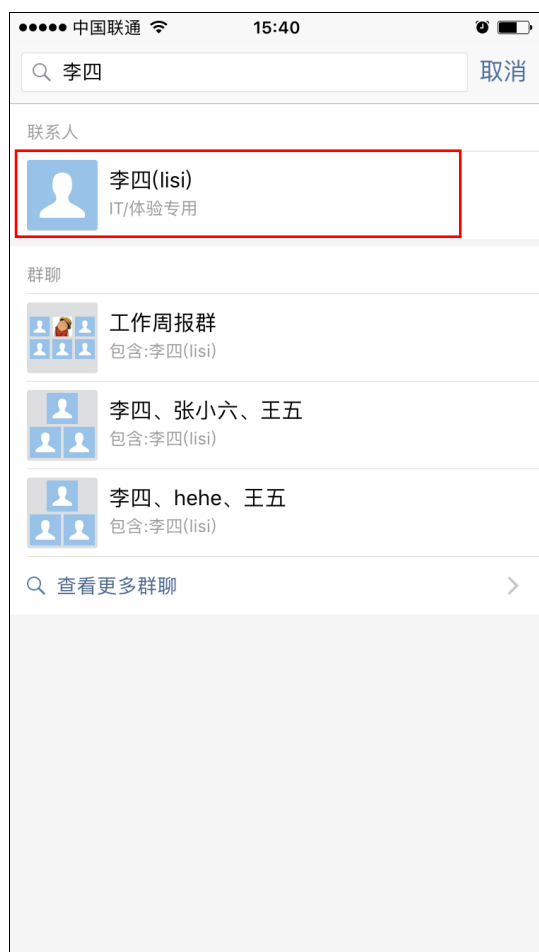 中国联通 15:40
李四 取消
联系人
李四(lisi)
IT/体验专用
群聊
工作周报群
包含:李四(lisi)
李四、张小六、王五
包含:李四(lisi)
李四、hehe、王五
包含:李四(lisi)
查看更多群聊